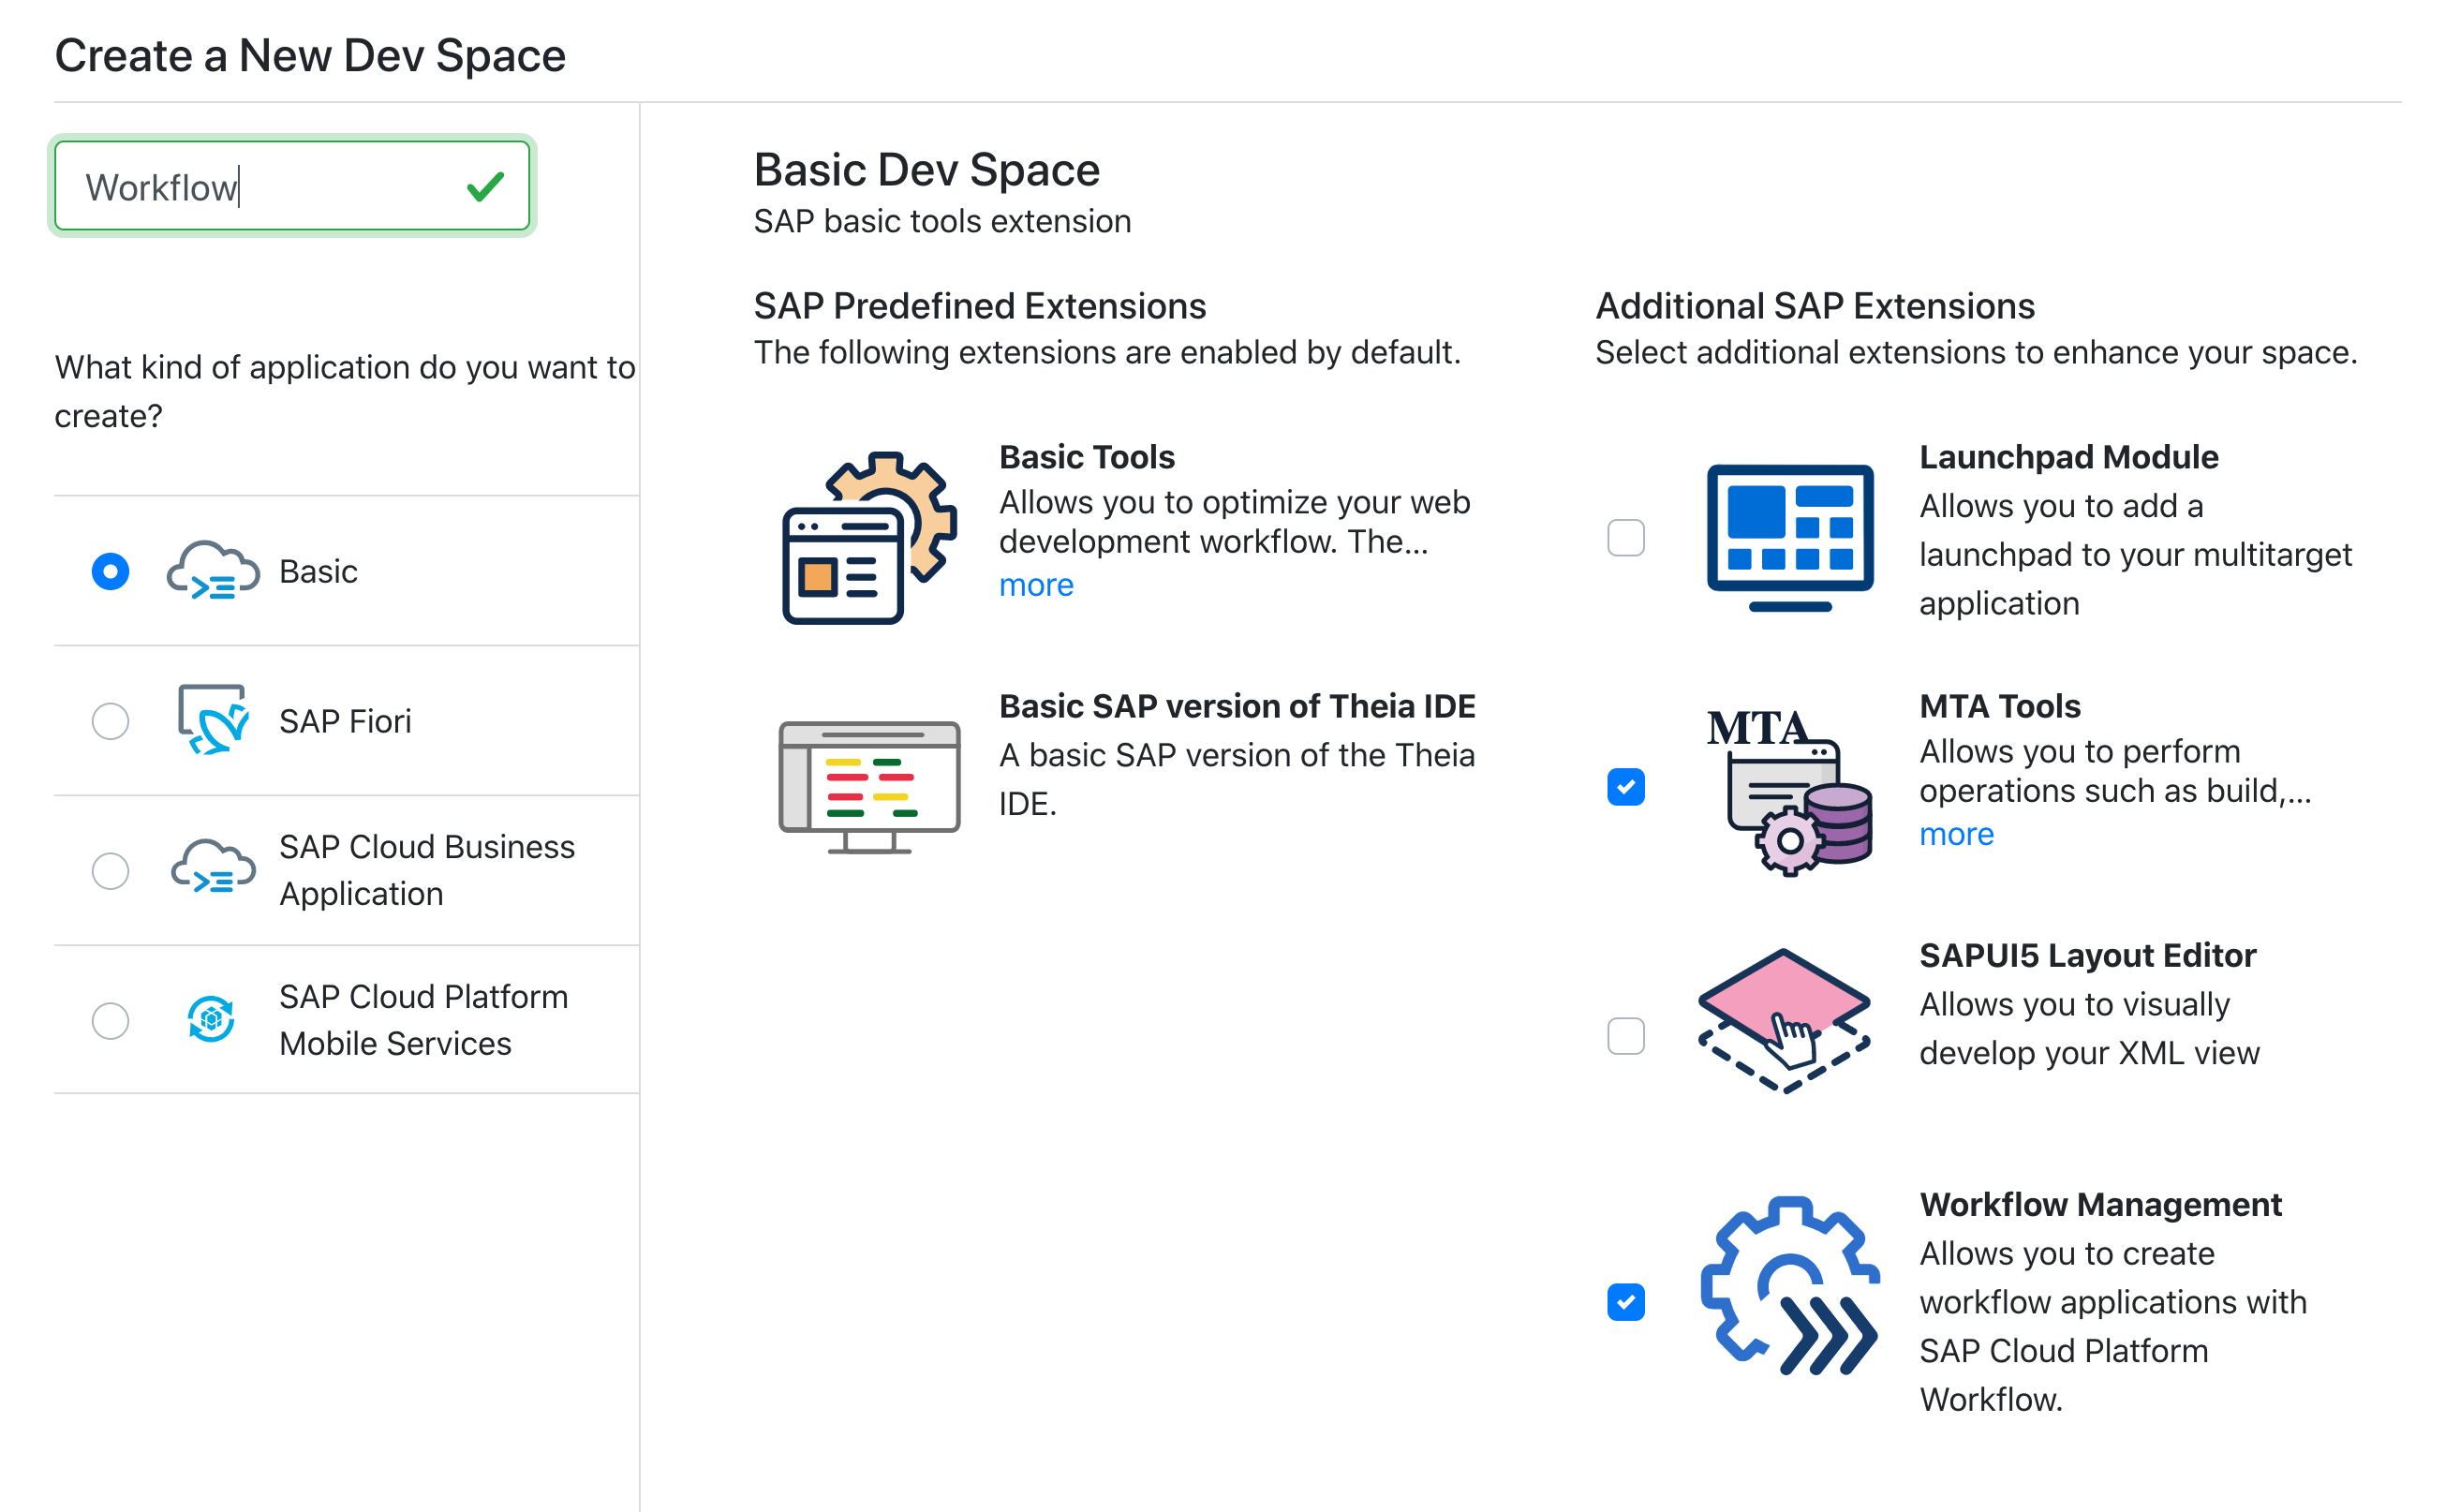 Create a New Dev Space
Workflow
What kind of application do you want to
create?
Basic
SAP Fiori
SAP Cloud Business
Application
SAP Cloud Platform
Mobile Services
Basic Dev Space
SAP basic tools extension
SAP Predefined Extensions
The following extensions are enabled by default.
Basic Tools
Allows you to optimize your web
development workflow. The...
more
Basic SAP version of Theia IDE
A basic SAP version of the Theia
IDE.
Additional SAP Extensions
Select additional extensions to enhance your space.
Launchpad Module
Allows you to add a
launchpad to your multitarget
application
MTA
MTA Tools
Allows you to perform
operations such as build,...
more
SAPUI5 Layout Editor
Allows you to visually
develop your XML view
Workflow Management
Allows you to create
workflow applications with
SAP Cloud Platform
Workflow.